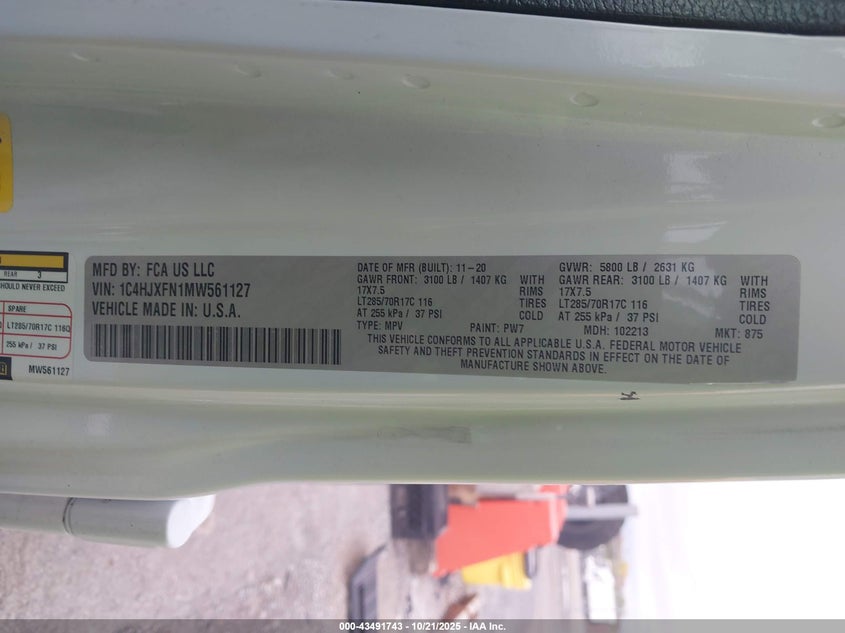 REAR 3
SHOULD NEVER EXCEED
SPARE
LT285/70R17C 116Q
255 kPa / 37 PSI
MW561127
MFD BY: FCA US LLC
VIN: 1C4HJXFN1MW561127
VEHICLE MADE IN: U.S.A.
DATE OF MFR (BUILT): 11-20
GAWR FRONT: 3100 LB / 1407 KG WITH
17X7.5 RIMS
LT285/70R17C 116 TIRES
AT 255 kPa / 37 PSI COLD
TYPE: MPV PAINT: PW7
GVWR: 5800 LB / 2631 KG
GAWR REAR: 3100 LB / 1407 KG WITH
17X7.5 RIMS
LT285/70R17C 116 TIRES
AT 255 kPa / 37 PSI COLD
MDH: 102213 MKT: 875
THIS VEHICLE CONFORMS TO ALL APPLICABLE U.S.A. FEDERAL MOTOR VEHICLE
SAFETY AND THEFT PREVENTION STANDARDS IN EFFECT ON THE DATE OF
MANUFACTURE SHOWN ABOVE.
000-43491743 - 10/21/2025 - IAA Inc.